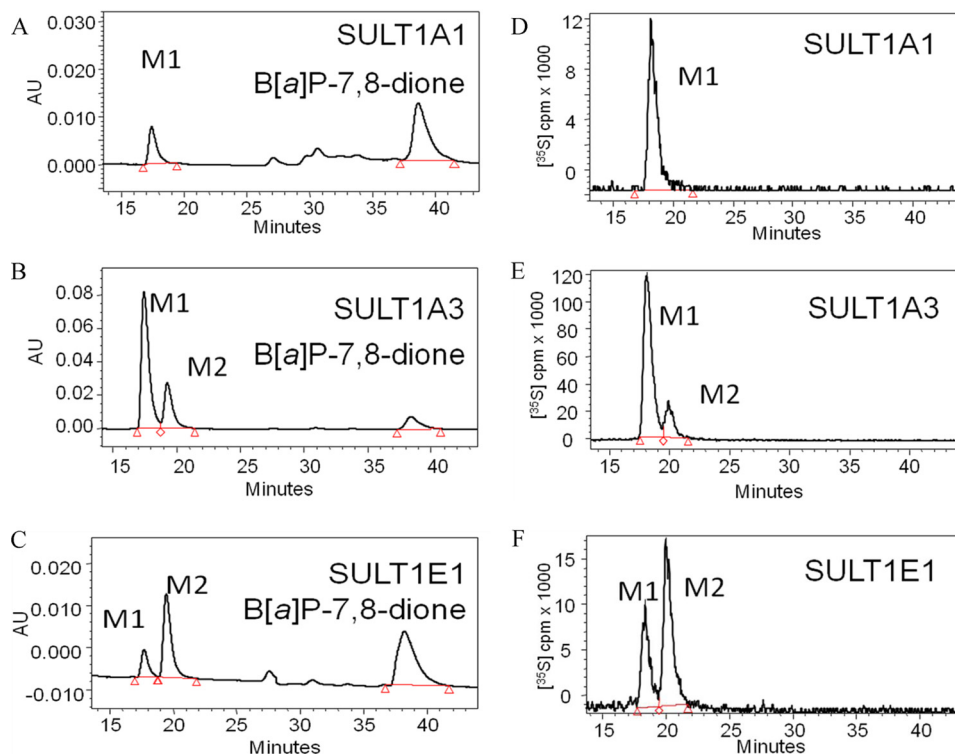 A
AU
0.030
0.020
0.010
0.000
M1
SULT1A1
B[a]P-7,8-dione
15 20 25 30 35 40
Minutes
D
[³⁵S] cpm x 1000
12
8
4
0
SULT1A1
M1
15 20 25 30 35 40
Minutes
B
AU
0.08
0.06
0.04
0.02
0.00
M1
M2
SULT1A3
B[a]P-7,8-dione
15 20 25 30 35 40
Minutes
E
[³⁵S] cpm x 1000
120
100
80
60
40
20
0
M1
M2
SULT1A3
15 20 25 30 35 40
Minutes
C
AU
0.020
0.010
0.000
-0.010
M1
M2
SULT1E1
B[a]P-7,8-dione
15 20 25 30 35 40
Minutes
F
[³⁵S] cpm x 1000
15
10
5
0
M1
M2
SULT1E1
15 20 25 30 35 40
Minutes